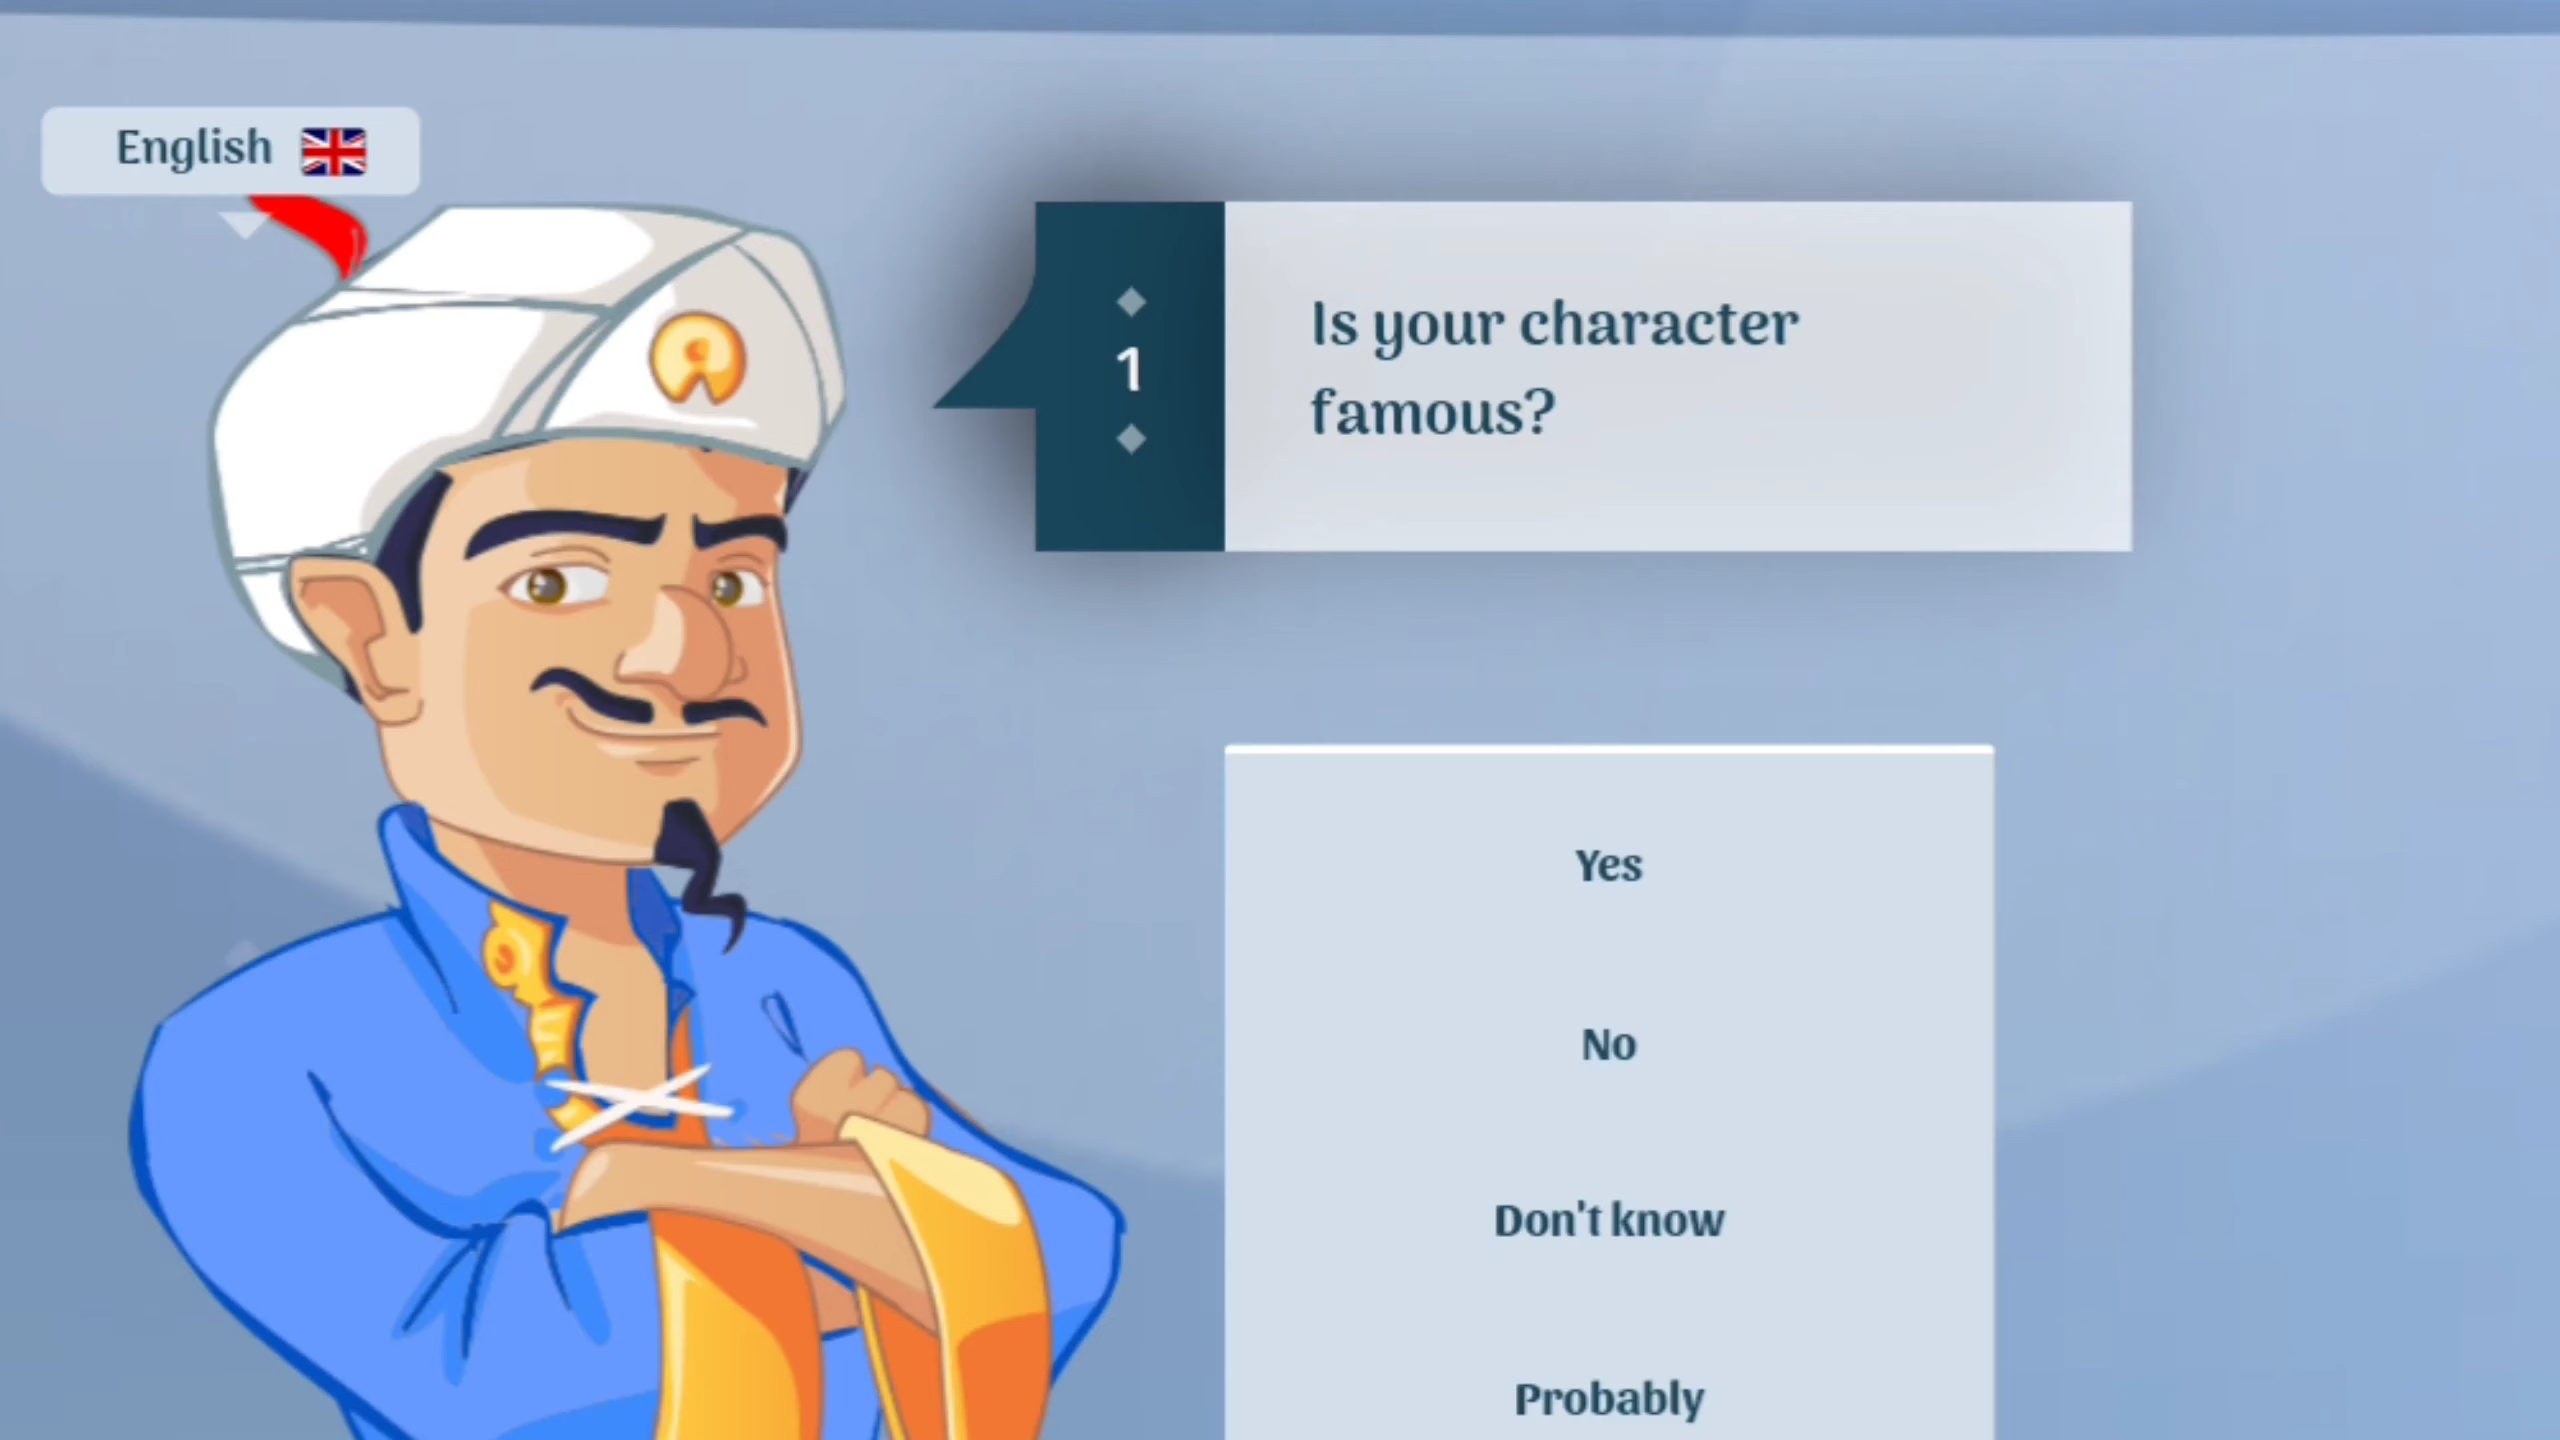 English
1
Is your character
famous?
Yes
No
Don't know
Probably